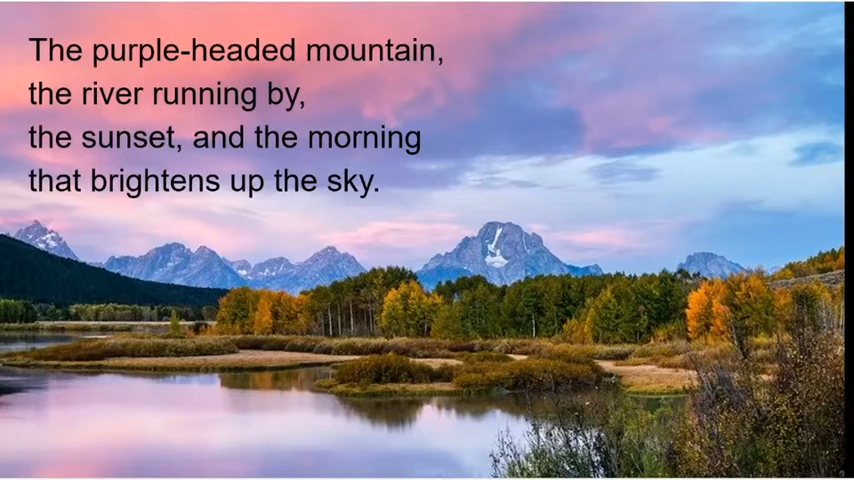 The purple-headed mountain,
the river running by,
the sunset, and the morning
that brightens up the sky.